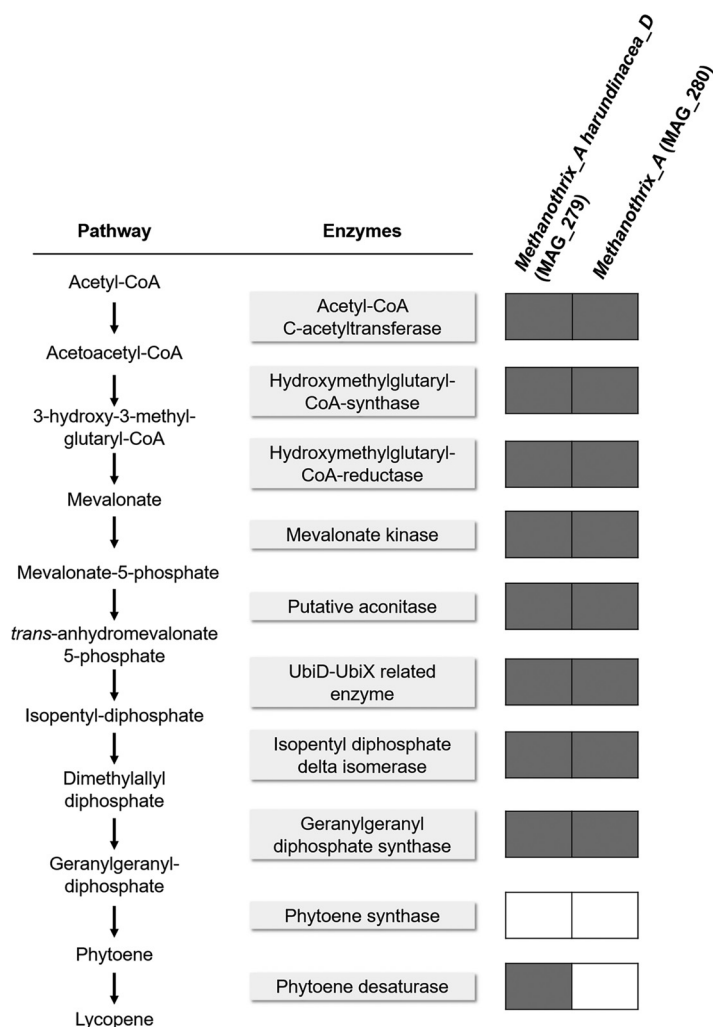 Methanothrix_A harundinacea_D
(MAG_279)
Methanothrix_A (MAG_280)
Pathway
Enzymes
Acetyl-CoA
Acetyl-CoA
C-acetyltransferase
Acetoacetyl-CoA
Hydroxymethylglutaryl-
CoA-synthase
3-hydroxy-3-methyl-
glutaryl-CoA
Hydroxymethylglutaryl-
CoA-reductase
Mevalonate
Mevalonate kinase
Mevalonate-5-phosphate
Putative aconitase
trans-anhydromevalonate
5-phosphate
UbiD-UbiX related
enzyme
Isopentyl-diphosphate
Isopentyl diphosphate
delta isomerase
Dimethylallyl
diphosphate
Geranylgeranyl
diphosphate synthase
Geranylgeranyl-
diphosphate
Phytoene synthase
Phytoene
Phytoene desaturase
Lycopene